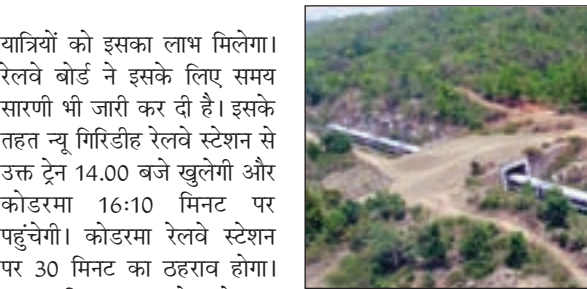 यात्रियों को इसका लाभ मिलेगा।
रेलवे बोर्ड ने इसके लिए समय
सारणी भी जारी कर दी है। इसके
तहत न्यू गिरिडीह रेलवे स्टेशन से
उक्त ट्रेन 14.00 बजे खुलेगी और
कोडरमा 16:10 मिनट पर
पहुंचेगी। कोडरमा रेलवे स्टेशन
पर 30 मिनट का ठहराव होगा।